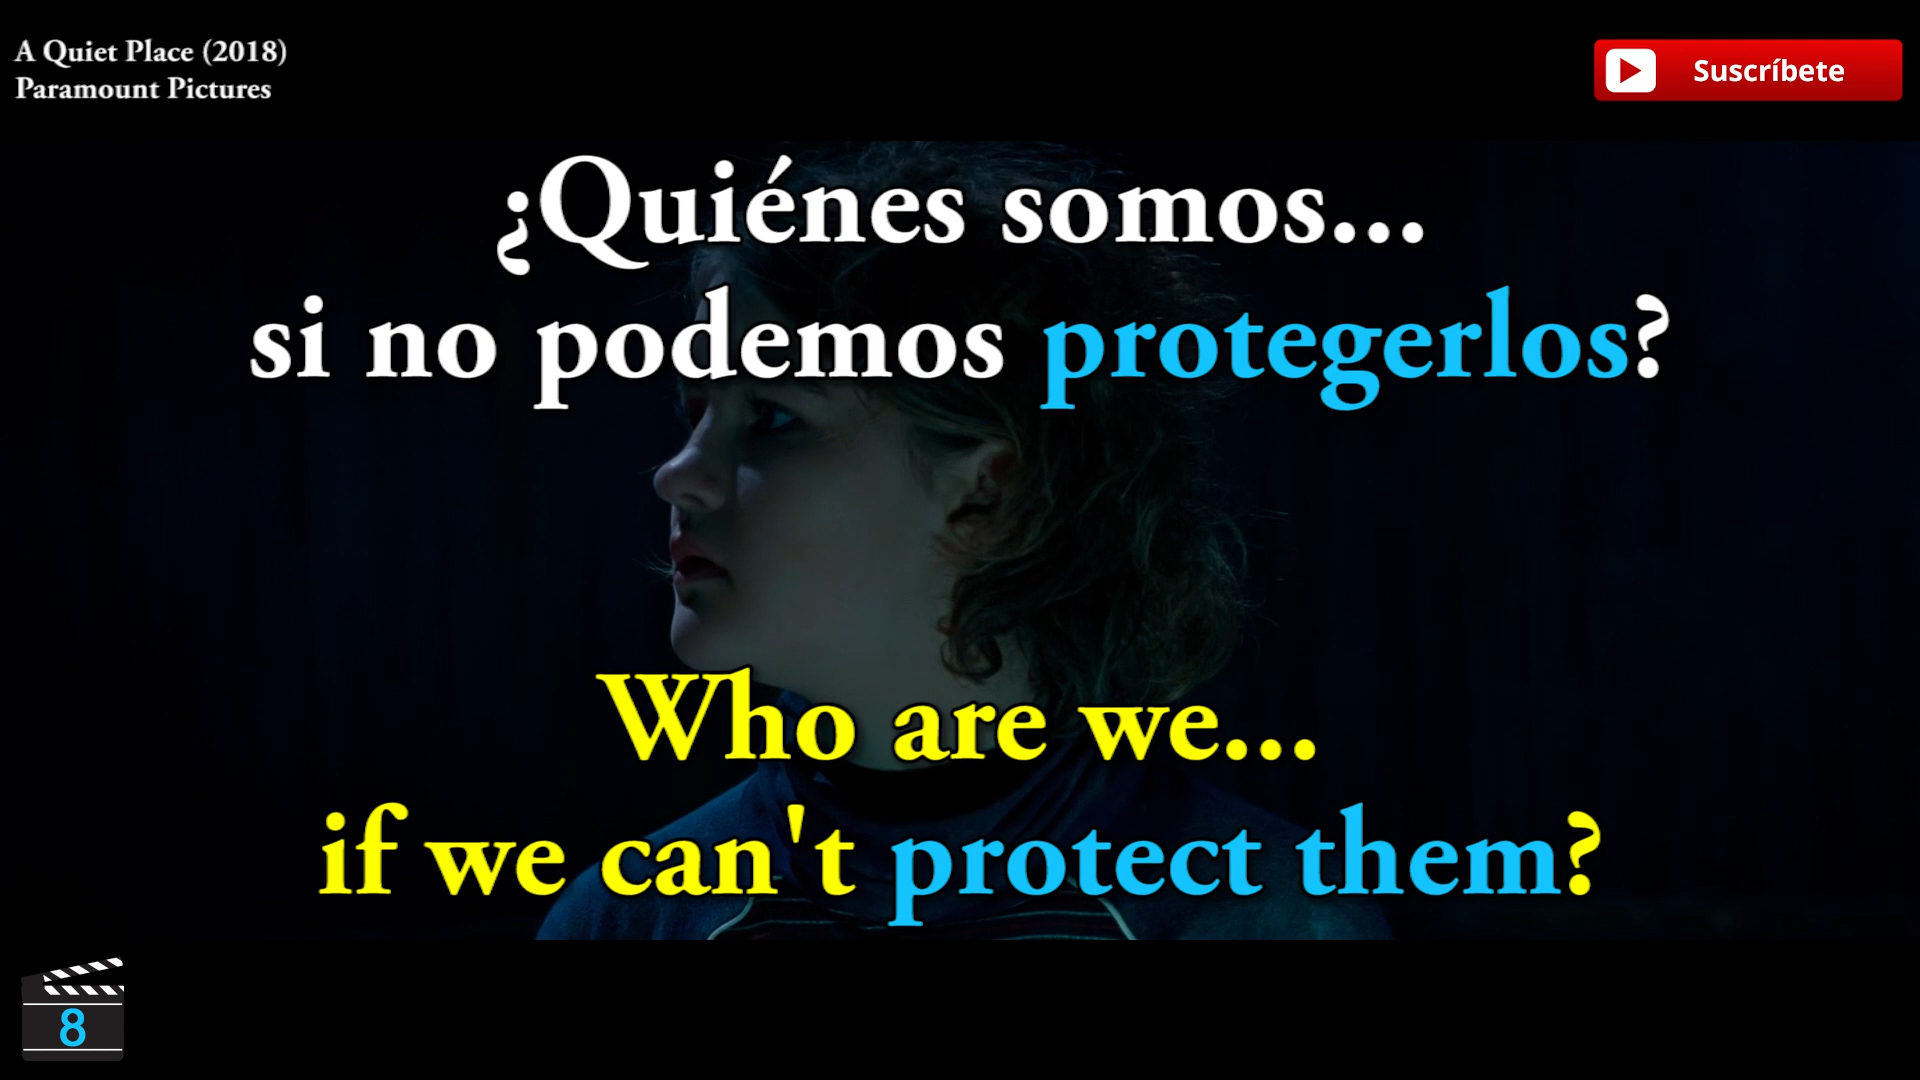 A Quiet Place (2018)
Paramount Pictures
Suscríbete
¿Quiénes somos...
si no podemos protegerlos?
Who are we...
if we can't protect them?
8